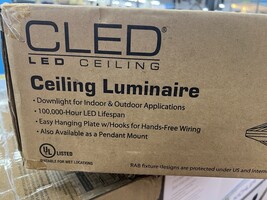 CLED®
LED CEILING
Ceiling Luminaire
• Downlight for Indoor & Outdoor Applications
• 100,000-Hour LED Lifespan
• Easy Hanging Plate w/Hooks for Hands-Free Wiring
• Also Available as a Pendant Mount
UL LISTED
SUITABLE FOR WET LOCATIONS
RAB fixture designs are protected under US and Intern